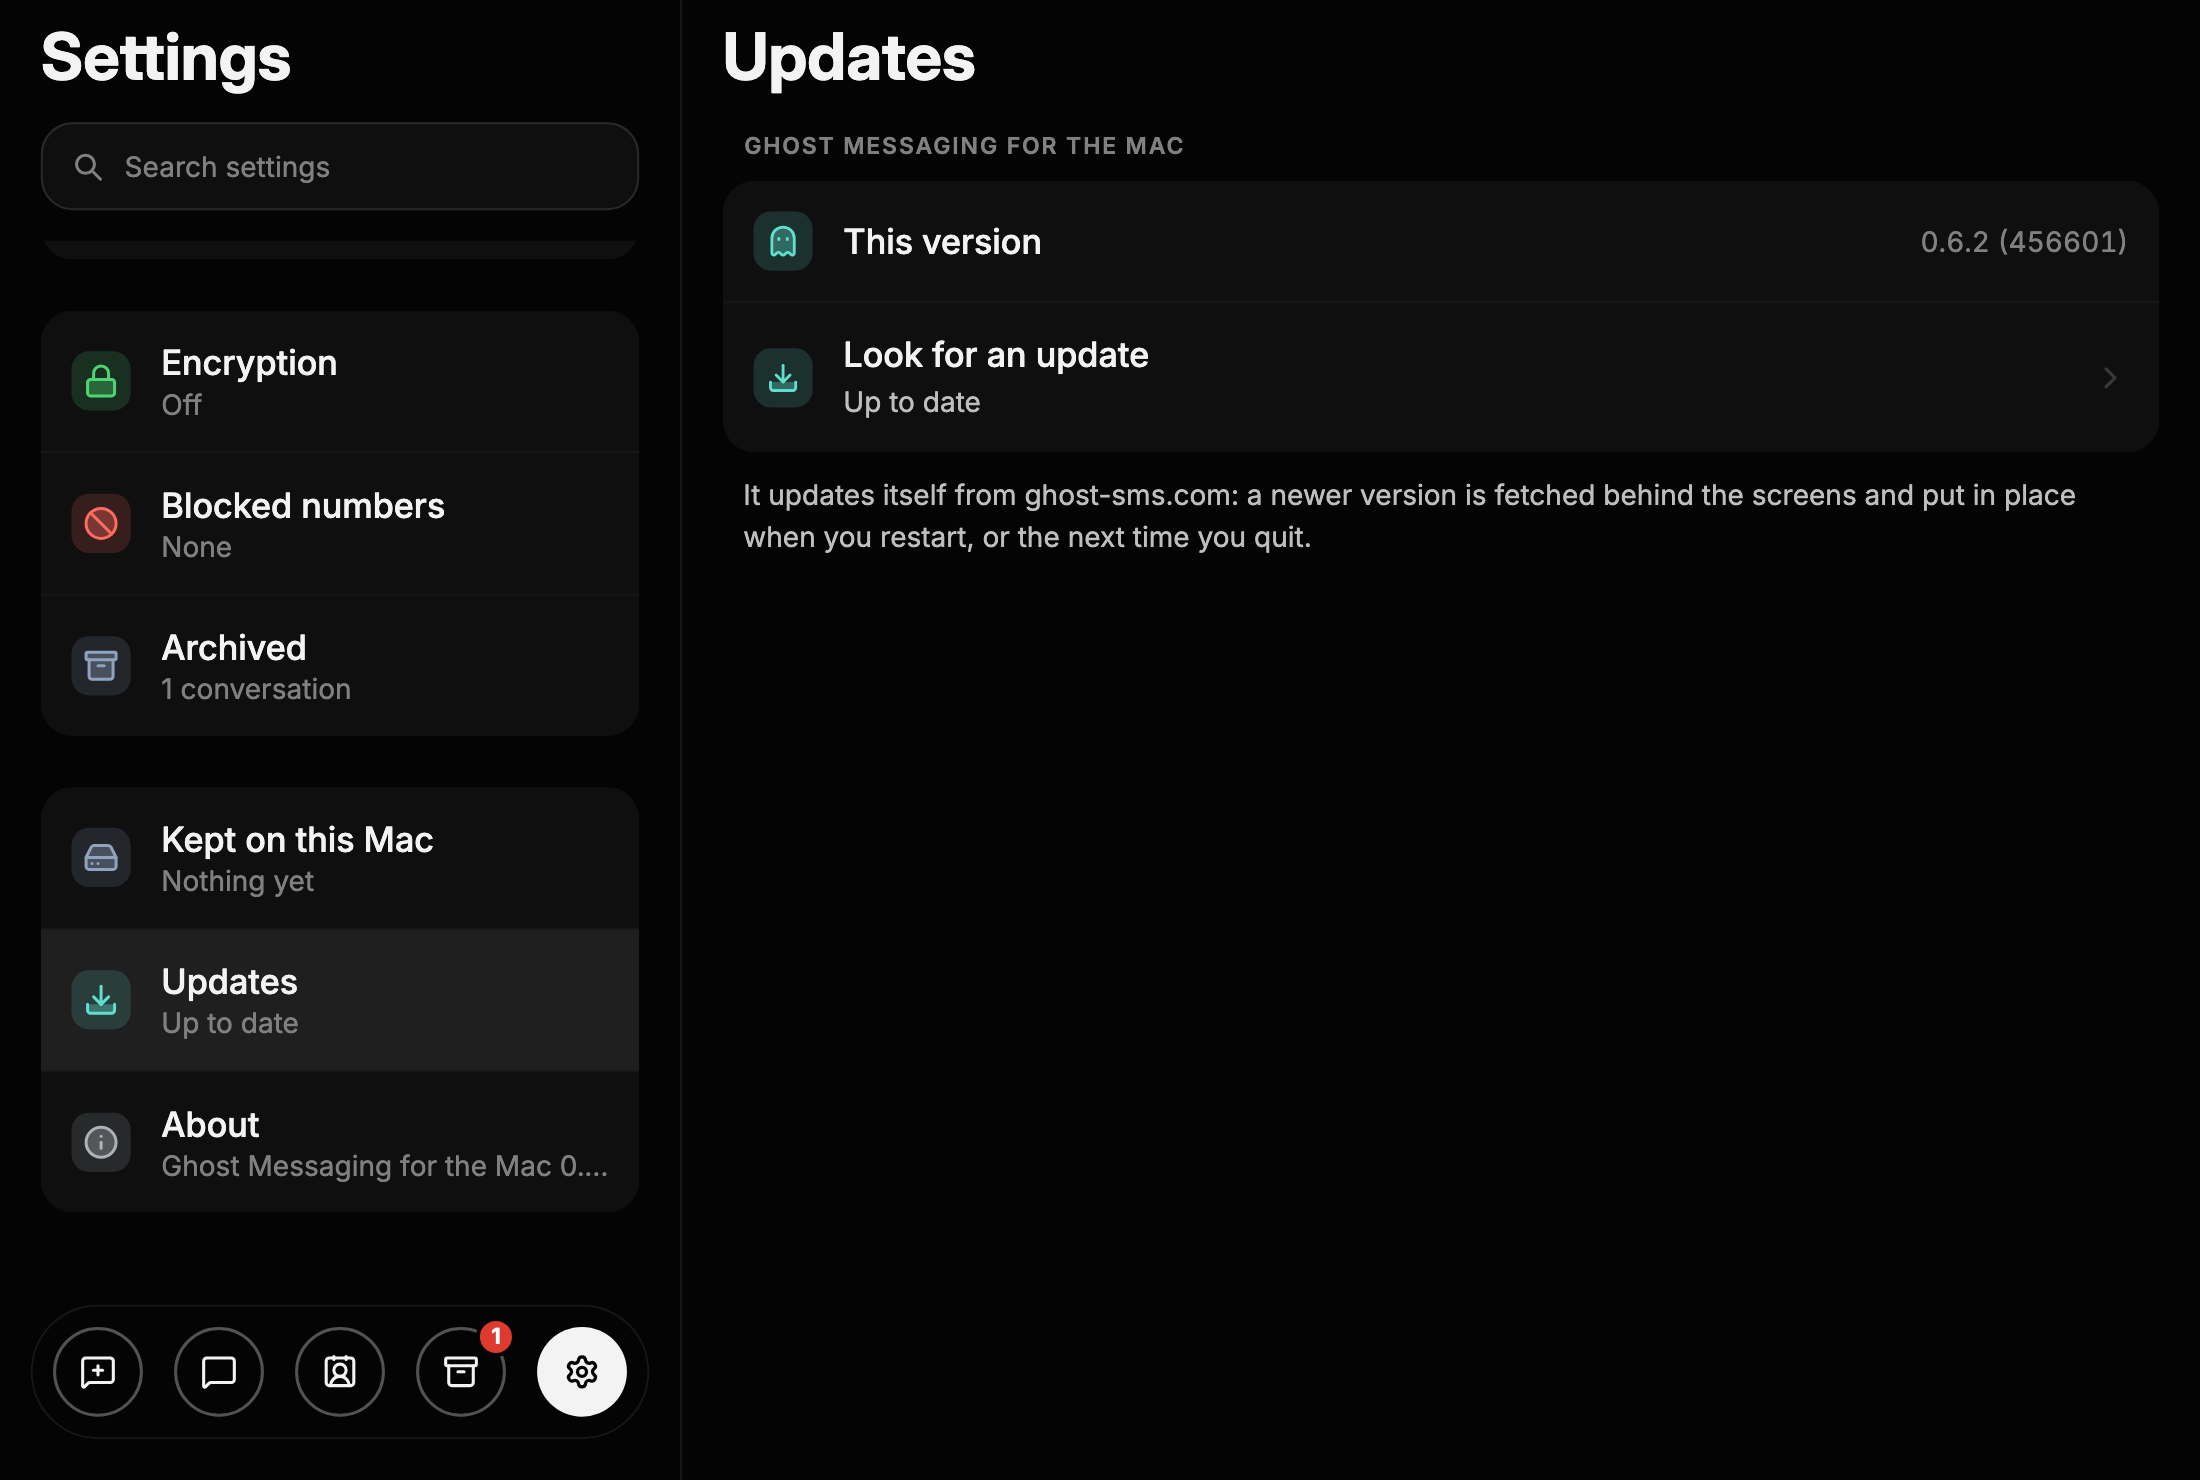 Settings
Search settings
Encryption
Off
Blocked numbers
None
Archived
1 conversation
Kept on this Mac
Nothing yet
Updates
Up to date
About
Ghost Messaging for the Mac 0....
1
Updates
GHOST MESSAGING FOR THE MAC
This version
0.6.2 (456601)
Look for an update
Up to date
It updates itself from ghost-sms.com: a newer version is fetched behind the screens and put in place
when you restart, or the next time you quit.